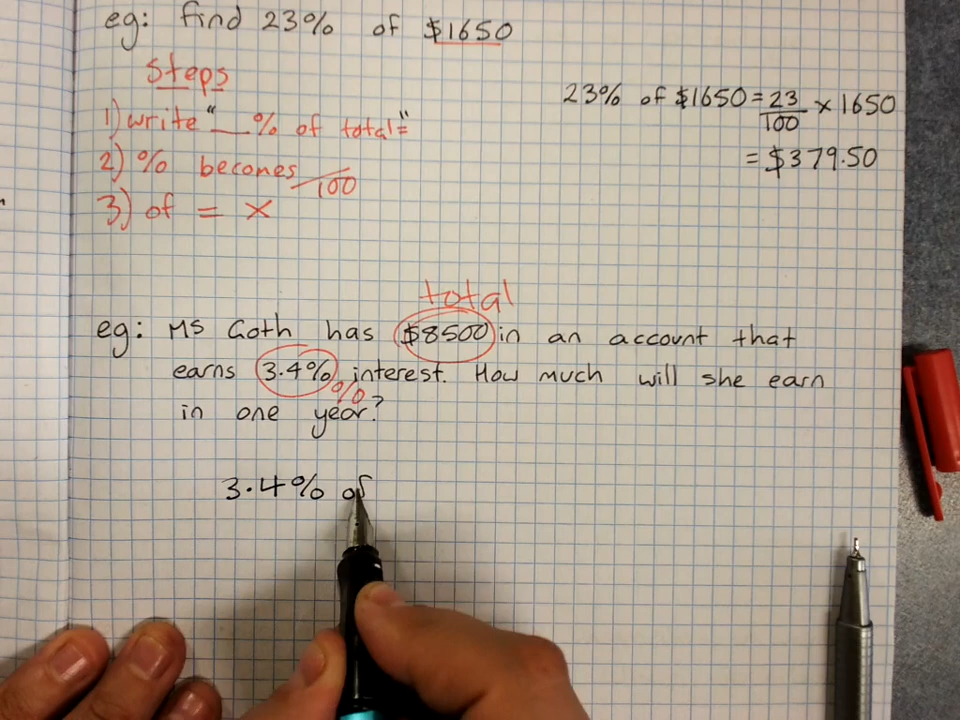 eg: find 23% of $1650
Steps
1) write "__% of total="
2) % becomes __/100
3) of = ×
23% of $1650 = 23/100 × 1650
= $379.50
total
eg: Ms Goth has $8500 in an account that
earns 3.4% interest. How much will she earn
%
in one year?
3.4% of